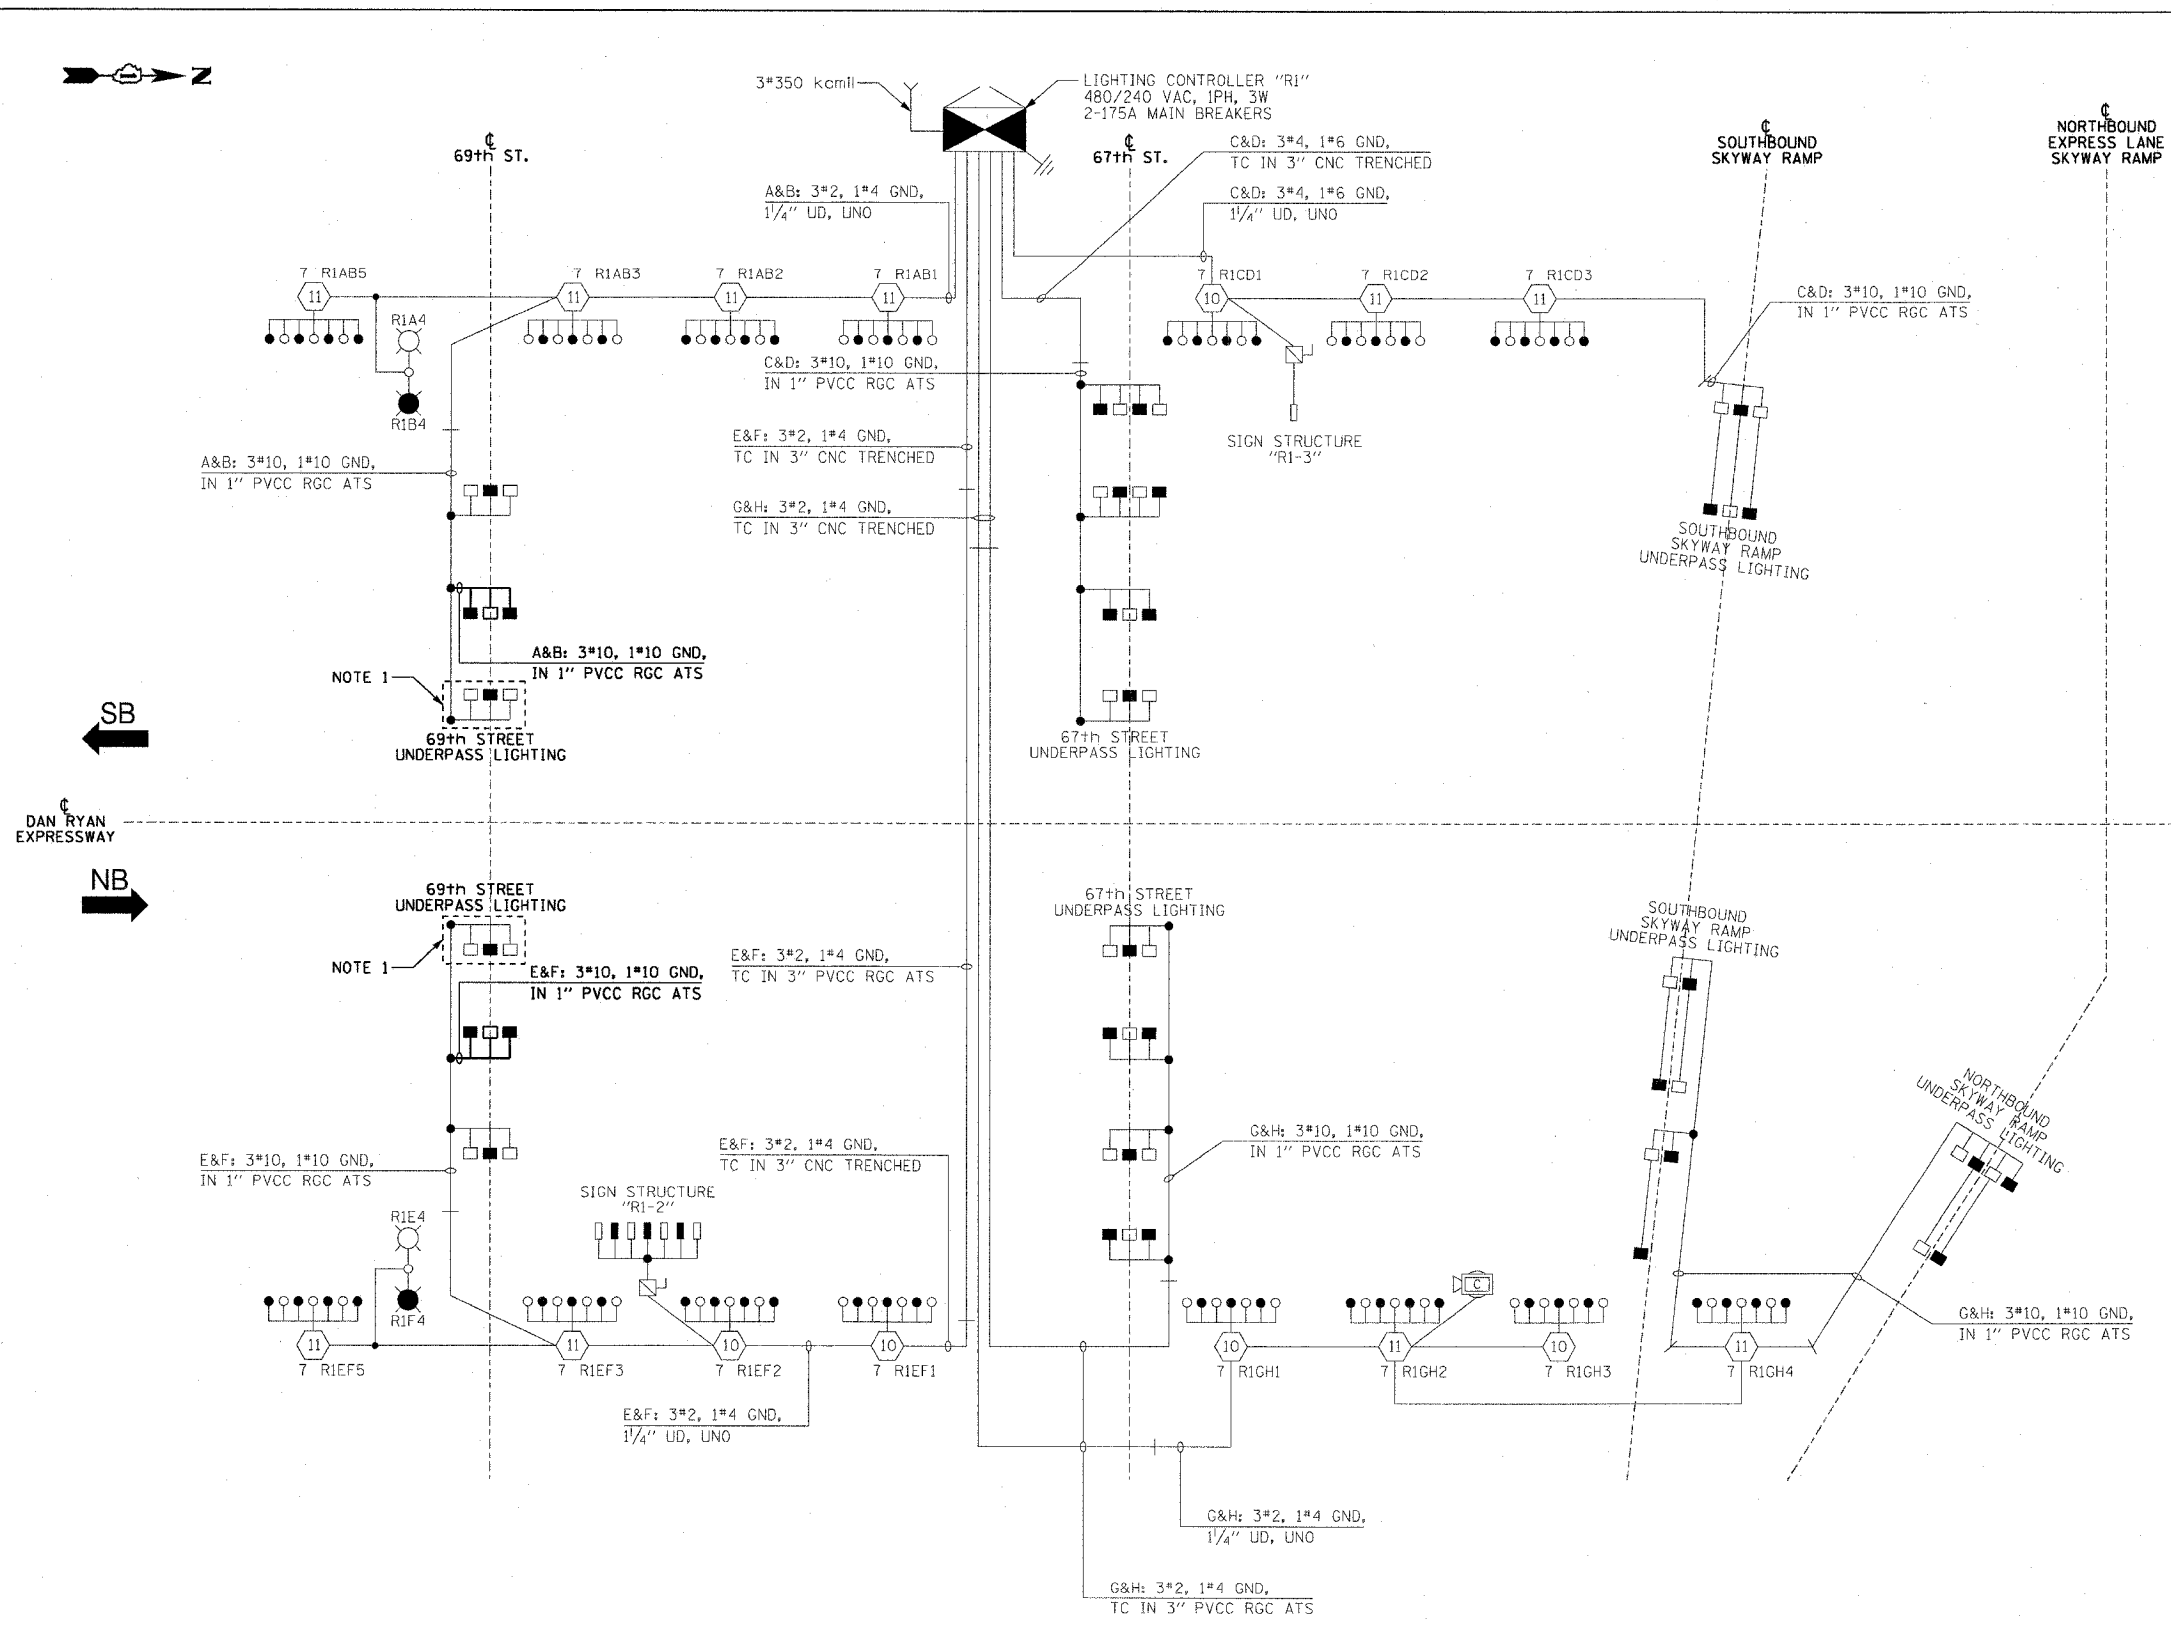 N
3#350 kcmil
LIGHTING CONTROLLER "R1"
480/240 VAC, 1PH, 3W
2-175A MAIN BREAKERS
℄
69th ST.
℄
67th ST.
C&D: 3#4, 1#6 GND,
TC IN 3" CNC TRENCHED
℄
SOUTHBOUND
SKYWAY RAMP
℄
NORTHBOUND
EXPRESS LANE
SKYWAY RAMP
A&B: 3#2, 1#4 GND,
1¼" UD, UNO
C&D: 3#4, 1#6 GND,
1¼" UD, UNO
7 R1AB5
11
7 R1AB3
11
7 R1AB2
11
7 R1AB1
11
7 R1CD1
10
7 R1CD2
11
7 R1CD3
11
C&D: 3#10, 1#10 GND,
IN 1" PVCC RGC ATS
R1A4
R1B4
C&D: 3#10, 1#10 GND,
IN 1" PVCC RGC ATS
SIGN STRUCTURE
"R1-3"
E&F: 3#2, 1#4 GND,
TC IN 3" CNC TRENCHED
A&B: 3#10, 1#10 GND,
IN 1" PVCC RGC ATS
G&H: 3#2, 1#4 GND,
TC IN 3" CNC TRENCHED
SOUTHBOUND
SKYWAY RAMP
UNDERPASS LIGHTING
A&B: 3#10, 1#10 GND,
IN 1" PVCC RGC ATS
NOTE 1
SB
69th STREET
UNDERPASS LIGHTING
67th STREET
UNDERPASS LIGHTING
℄
DAN RYAN
EXPRESSWAY
NB
69th STREET
UNDERPASS LIGHTING
67th STREET
UNDERPASS LIGHTING
SOUTHBOUND
SKYWAY RAMP
UNDERPASS LIGHTING
NOTE 1
E&F: 3#10, 1#10 GND,
IN 1" PVCC RGC ATS
E&F: 3#2, 1#4 GND,
TC IN 3" PVCC RGC ATS
NORTHBOUND
SKYWAY RAMP
UNDERPASS LIGHTING
E&F: 3#10, 1#10 GND,
IN 1" PVCC RGC ATS
E&F: 3#2, 1#4 GND,
TC IN 3" CNC TRENCHED
G&H: 3#10, 1#10 GND,
IN 1" PVCC RGC ATS
SIGN STRUCTURE
"R1-2"
R1E4
R1F4
C
G&H: 3#10, 1#10 GND,
IN 1" PVCC RGC ATS
11
7 R1EF5
11
7 R1EF3
10
7 R1EF2
10
7 R1EF1
10
7 R1GH1
11
7 R1GH2
10
7 R1GH3
11
7 R1GH4
E&F: 3#2, 1#4 GND,
1¼" UD, UNO
G&H: 3#2, 1#4 GND,
1¼" UD, UNO
G&H: 3#2, 1#4 GND,
TC IN 3" PVCC RGC ATS